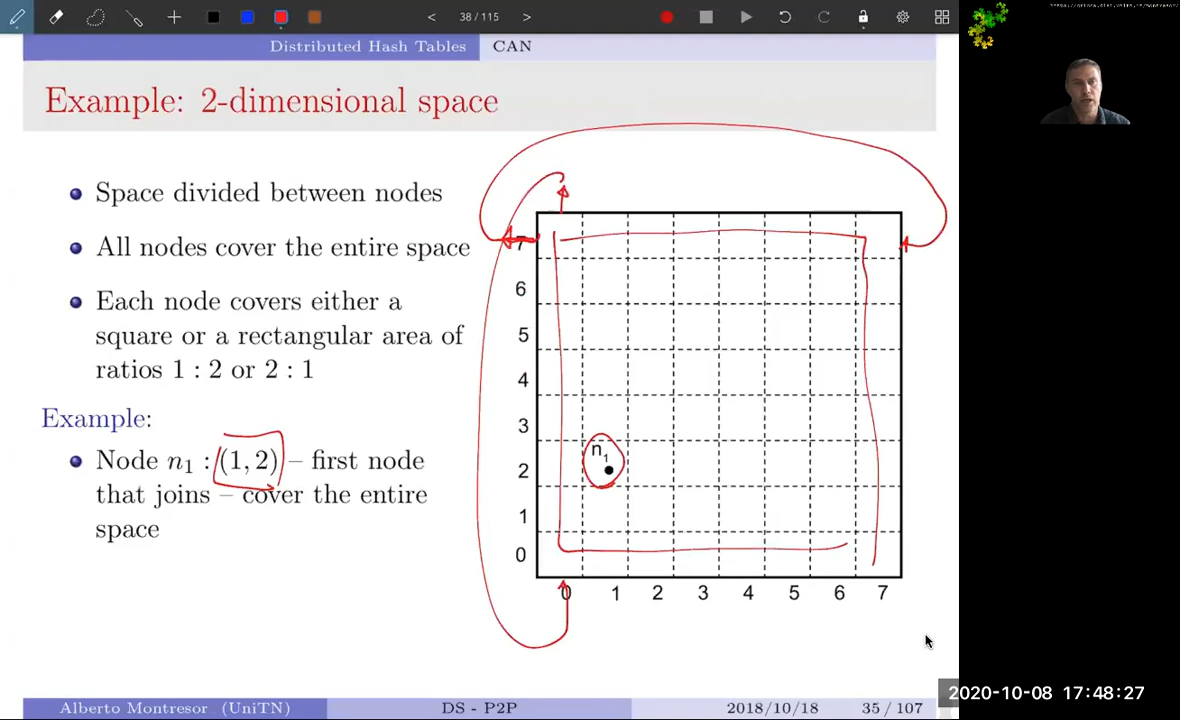 38 / 115
Distributed Hash Tables CAN
Example: 2-dimensional space
Space divided between nodes
All nodes cover the entire space
Each node covers either a
square or a rectangular area of
ratios 1 : 2 or 2 : 1
Example:
Node n1 : (1, 2) – first node
that joins – cover the entire
space
7
6
5
4
3
2
1
0
n1
0 1 2 3 4 5 6 7
Alberto Montresor (UniTN) DS - P2P 2018/10/18 35 / 107
2020-10-08 17:48:27